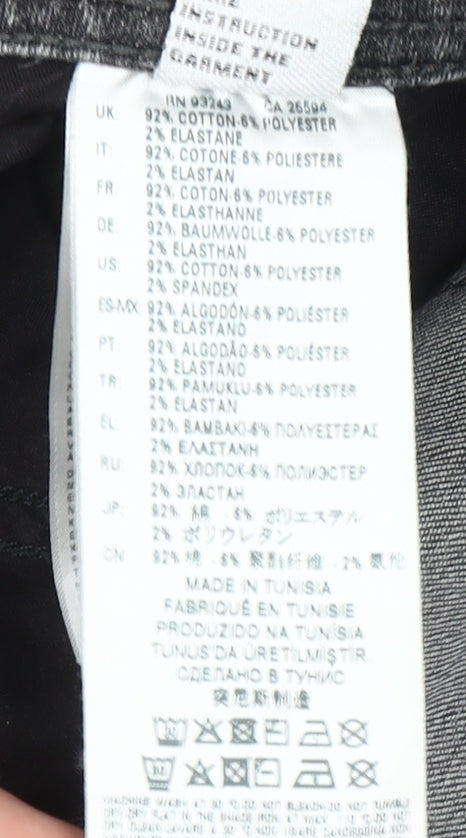 INSTRUCTION
INSIDE THE
GARMENT
RN 93243 CA 26594
UK: 92% COTTON-6% POLYESTER
2% ELASTANE
IT: 92% COTONE-6% POLIESTERE
2% ELASTAN
FR: 92% COTON-6% POLYESTER
2% ELASTHANNE
DE: 92% BAUMWOLLE-6% POLYESTER
2% ELASTHAN
US: 92% COTTON-6% POLYESTER
2% SPANDEX
ES-MX: 92% ALGODÓN-6% POLIÉSTER
2% ELASTANO
PT: 92% ALGODÃO-6% POLIÉSTER
2% ELASTANO
TR: 92% PAMUKLU-6% POLYESTER
2% ELASTAN
EL: 92% ΒΑΜΒΑΚΙ-6% ΠΟΛΥΕΣΤΕΡΑΣ
2% ΕΛΑΣΤΑΝΗ
RU: 92% ХЛОПОК-6% ПОЛИЭСТЕР
2% ЭЛАСТАН
JP: 92% 綿 - 6% ポリエステル
2% ポリウレタン
CN: 92% 棉 - 6% 聚酯纤维 - 2% 氨纶
MADE IN TUNISIA
FABRIQUÉ EN TUNISIE
PRODUZIDO NA TUNÍSIA
TUNUS'DA ÜRETİLMİŞTİR.
СДЕЛАНО В ТУНИС
突尼斯制造